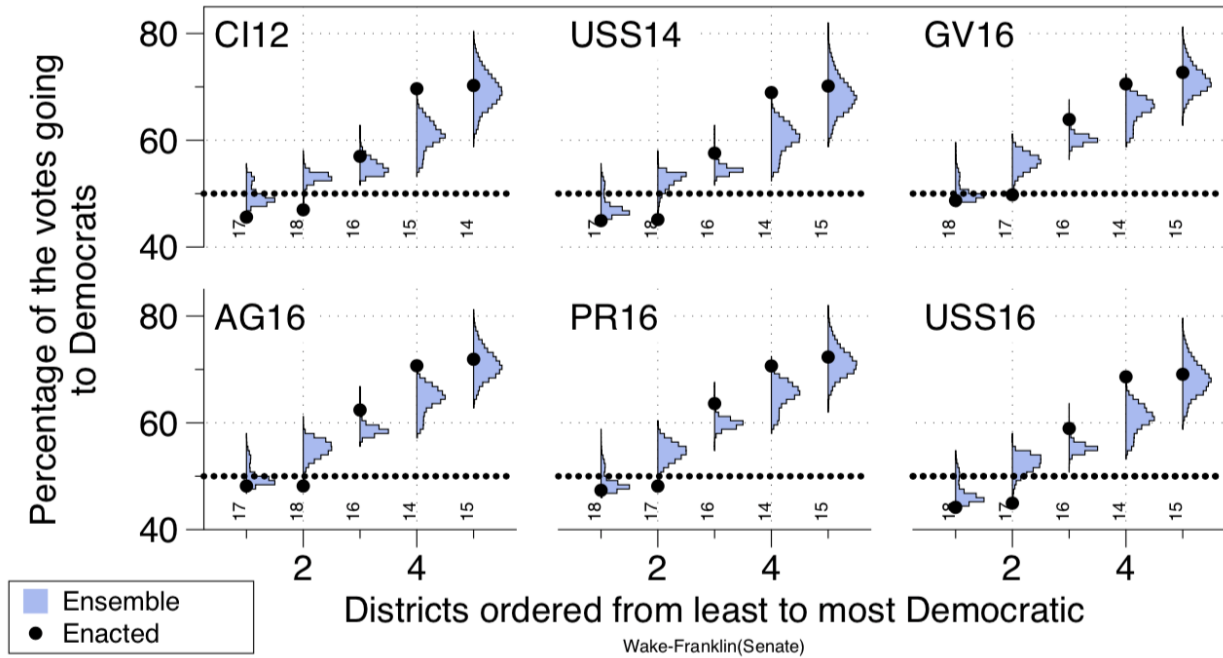 Percentage of the votes going
to Democrats
80
60
40
CI12
17
18
16
15
14
USS14
17
18
16
14
15
GV16
18
17
16
14
15
80
60
40
AG16
17
18
16
14
15
PR16
18
17
16
14
15
USS16
18
17
16
14
15
2 4 2 4 2 4
Districts ordered from least to most Democratic
Wake-Franklin(Senate)
Ensemble
Enacted